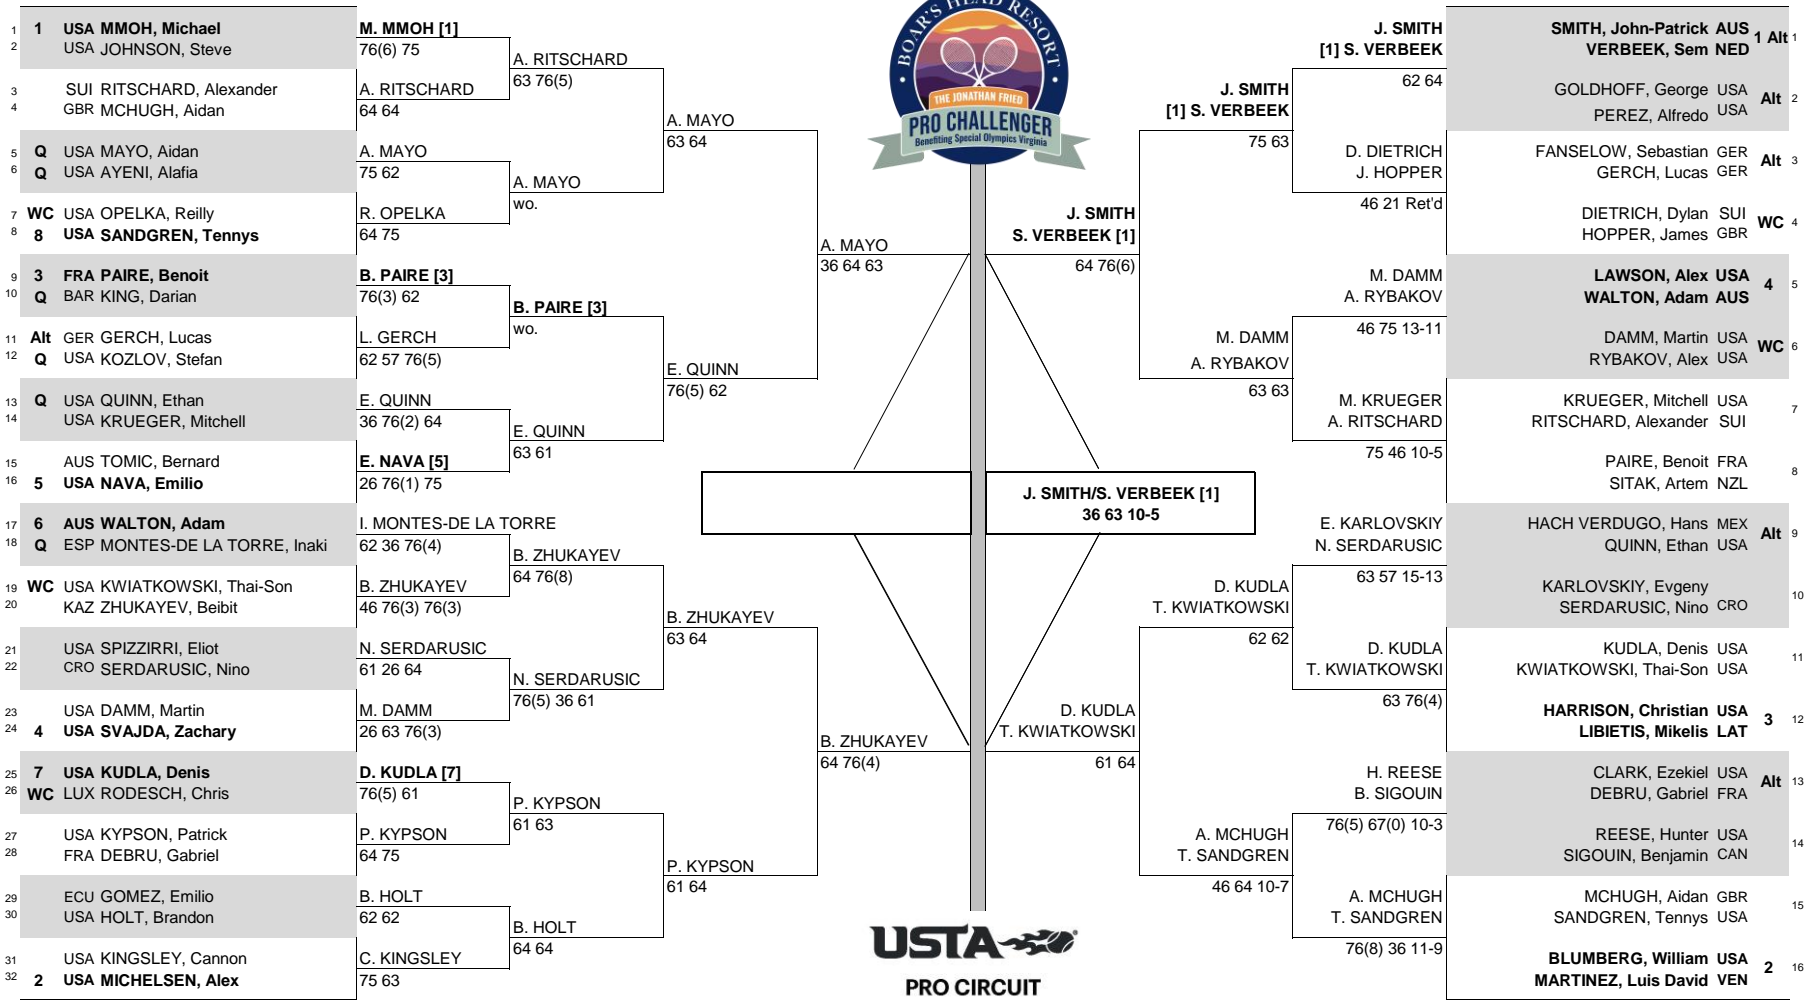 BOAR'S HEAD RESORT
THE JONATHAN FRIED
PRO CHALLENGER
Benefiting Special Olympics Virginia
1 1 USA MMOH, Michael
2 USA JOHNSON, Steve
3 SUI RITSCHARD, Alexander
4 GBR MCHUGH, Aidan
5 Q USA MAYO, Aidan
6 Q USA AYENI, Alafia
7 WC USA OPELKA, Reilly
8 8 USA SANDGREN, Tennys
9 3 FRA PAIRE, Benoit
10 Q BAR KING, Darian
11 Alt GER GERCH, Lucas
12 Q USA KOZLOV, Stefan
13 Q USA QUINN, Ethan
14 USA KRUEGER, Mitchell
15 AUS TOMIC, Bernard
16 5 USA NAVA, Emilio
17 6 AUS WALTON, Adam
18 Q ESP MONTES-DE LA TORRE, Inaki
19 WC USA KWIATKOWSKI, Thai-Son
20 KAZ ZHUKAYEV, Beibit
21 USA SPIZZIRRI, Eliot
22 CRO SERDARUSIC, Nino
23 USA DAMM, Martin
24 4 USA SVAJDA, Zachary
25 7 USA KUDLA, Denis
26 WC LUX RODESCH, Chris
27 USA KYPSON, Patrick
28 FRA DEBRU, Gabriel
29 ECU GOMEZ, Emilio
30 USA HOLT, Brandon
31 USA KINGSLEY, Cannon
32 2 USA MICHELSEN, Alex
M. MMOH [1]
76(6) 75
A. RITSCHARD
64 64
A. MAYO
75 62
R. OPELKA
64 75
B. PAIRE [3]
76(3) 62
L. GERCH
62 57 76(5)
E. QUINN
36 76(2) 64
E. NAVA [5]
26 76(1) 75
I. MONTES-DE LA TORRE
62 36 76(4)
B. ZHUKAYEV
46 76(3) 76(3)
N. SERDARUSIC
61 26 64
M. DAMM
26 63 76(3)
D. KUDLA [7]
76(5) 61
P. KYPSON
64 75
B. HOLT
62 62
C. KINGSLEY
75 63
A. RITSCHARD
63 76(5)
A. MAYO
wo.
B. PAIRE [3]
wo.
E. QUINN
63 61
B. ZHUKAYEV
64 76(8)
N. SERDARUSIC
76(5) 36 61
P. KYPSON
61 63
B. HOLT
64 64
A. MAYO
63 64
E. QUINN
76(5) 62
B. ZHUKAYEV
63 64
P. KYPSON
61 64
A. MAYO
36 64 63
B. ZHUKAYEV
64 76(4)
J. SMITH/S. VERBEEK [1]
36 63 10-5
J. SMITH
S. VERBEEK [1]
64 76(6)
D. KUDLA
T. KWIATKOWSKI
61 64
J. SMITH
[1] S. VERBEEK
75 63
M. DAMM
A. RYBAKOV
63 63
D. KUDLA
T. KWIATKOWSKI
62 62
A. MCHUGH
T. SANDGREN
46 64 10-7
J. SMITH
[1] S. VERBEEK
62 64
D. DIETRICH
J. HOPPER
46 21 Ret'd
M. DAMM
A. RYBAKOV
46 75 13-11
M. KRUEGER
A. RITSCHARD
75 46 10-5
E. KARLOVSKIY
N. SERDARUSIC
63 57 15-13
D. KUDLA
T. KWIATKOWSKI
63 76(4)
H. REESE
B. SIGOUIN
76(5) 67(0) 10-3
A. MCHUGH
T. SANDGREN
76(8) 36 11-9
SMITH, John-Patrick AUS 1 Alt 1
VERBEEK, Sem NED
GOLDHOFF, George USA Alt 2
PEREZ, Alfredo USA
FANSELOW, Sebastian GER Alt 3
GERCH, Lucas GER
DIETRICH, Dylan SUI WC 4
HOPPER, James GBR
LAWSON, Alex USA 4 5
WALTON, Adam AUS
DAMM, Martin USA WC 6
RYBAKOV, Alex USA
KRUEGER, Mitchell USA 7
RITSCHARD, Alexander SUI
PAIRE, Benoit FRA 8
SITAK, Artem NZL
HACH VERDUGO, Hans MEX Alt 9
QUINN, Ethan USA
KARLOVSKIY, Evgeny 10
SERDARUSIC, Nino CRO
KUDLA, Denis USA 11
KWIATKOWSKI, Thai-Son USA
HARRISON, Christian USA 3 12
LIBIETIS, Mikelis LAT
CLARK, Ezekiel USA Alt 13
DEBRU, Gabriel FRA
REESE, Hunter USA 14
SIGOUIN, Benjamin CAN
MCHUGH, Aidan GBR 15
SANDGREN, Tennys USA
BLUMBERG, William USA 2 16
MARTINEZ, Luis David VEN
USTA
PRO CIRCUIT